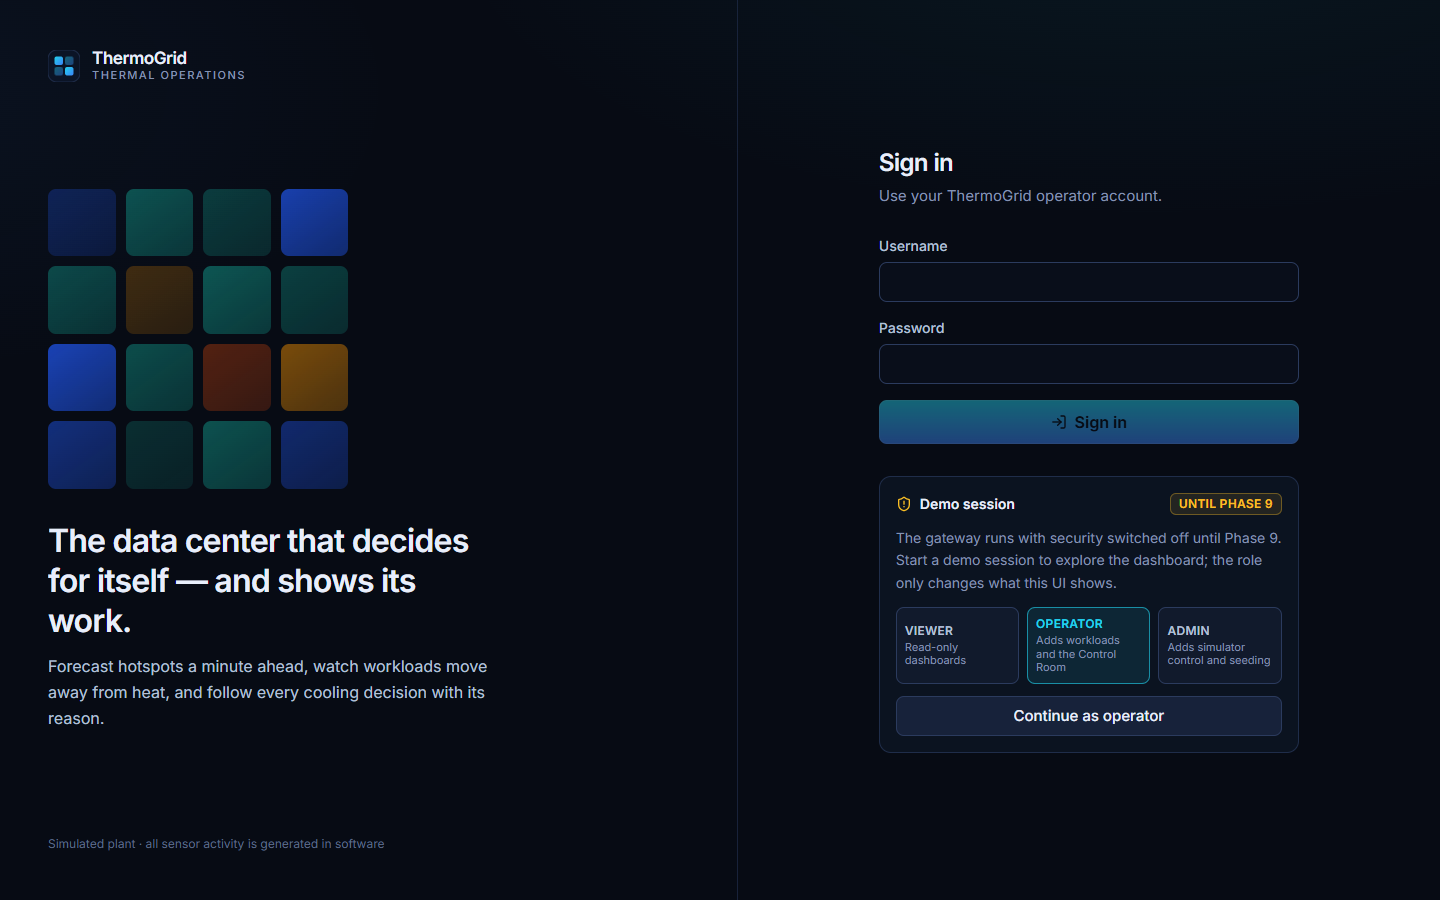 ThermoGrid
THERMAL OPERATIONS
The data center that decides
for itself — and shows its
work.
Forecast hotspots a minute ahead, watch workloads move
away from heat, and follow every cooling decision with its
reason.
Simulated plant · all sensor activity is generated in software
Sign in
Use your ThermoGrid operator account.
Username
Password
Sign in
Demo session
UNTIL PHASE 9
The gateway runs with security switched off until Phase 9.
Start a demo session to explore the dashboard; the role
only changes what this UI shows.
VIEWER
Read-only
dashboards
OPERATOR
Adds workloads
and the Control
Room
ADMIN
Adds simulator
control and seeding
Continue as operator